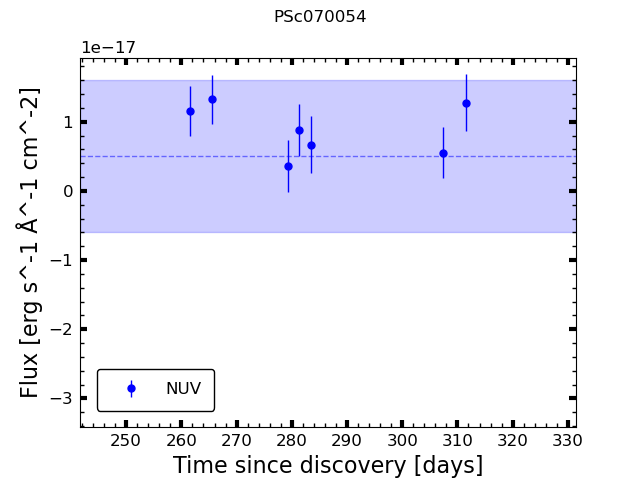 PSc070054
1e−17
1
0
−1
−2
−3
Flux [erg s^-1 Å^-1 cm^-2]
NUV
250 260 270 280 290 300 310 320 330
Time since discovery [days]